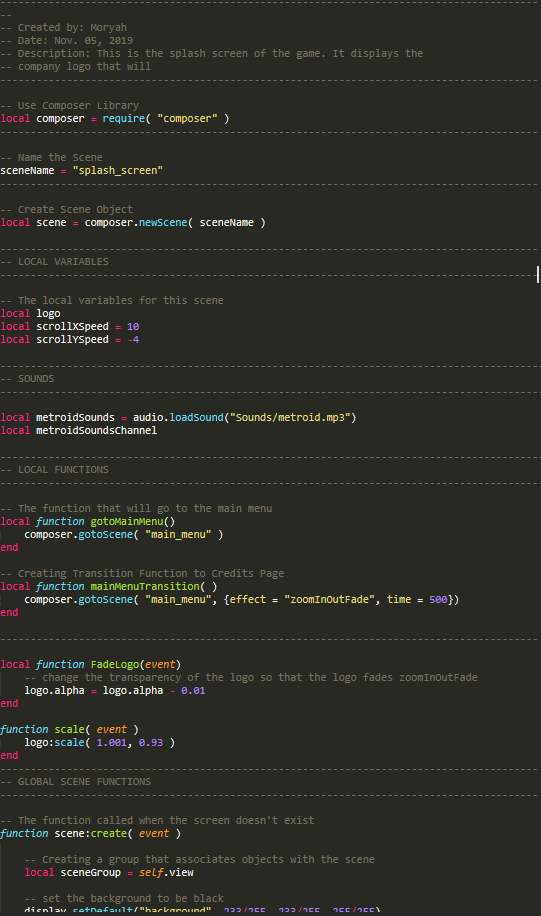 -----------------------------------------------------------------------------------------
--
-- Created by: Moryah
-- Date: Nov. 05, 2019
-- Description: This is the splash screen of the game. It displays the
-- company logo that will
-----------------------------------------------------------------------------------------
-- Use Composer Library
local composer = require( "composer" )
-----------------------------------------------------------------------------------------
-- Name the Scene
sceneName = "splash_screen"
-----------------------------------------------------------------------------------------
-- Create Scene Object
local scene = composer.newScene( sceneName )
-----------------------------------------------------------------------------------------
-- LOCAL VARIABLES
-----------------------------------------------------------------------------------------
-- The local variables for this scene
local logo
local scrollXSpeed = 10
local scrollYSpeed = -4
-----------------------------------------------------------------------------------------
-- SOUNDS
-----------------------------------------------------------------------------------------
local metroidSounds = audio.loadSound("Sounds/metroid.mp3")
local metroidSoundsChannel
-----------------------------------------------------------------------------------------
-- LOCAL FUNCTIONS
-----------------------------------------------------------------------------------------
-- The function that will go to the main menu
local function gotoMainMenu()
    composer.gotoScene( "main_menu" )
end
-- Creating Transition Function to Credits Page
local function mainMenuTransition( )
    composer.gotoScene( "main_menu", {effect = "zoomInOutFade", time = 500})
end
-----------------------------------------------------------------------------------------
local function FadeLogo(event)
    -- change the transparency of the logo so that the logo fades zoomInOutFade
    logo.alpha = logo.alpha - 0.01
end
function scale( event )
    logo:scale( 1.001, 0.93 )
end
-----------------------------------------------------------------------------------------
-- GLOBAL SCENE FUNCTIONS
-----------------------------------------------------------------------------------------
-- The function called when the screen doesn't exist
function scene:create( event )
    -- Creating a group that associates objects with the scene
    local sceneGroup = self.view
    -- set the background to be black
    display.setDefault("background", 233/255, 233/255, 255/255)